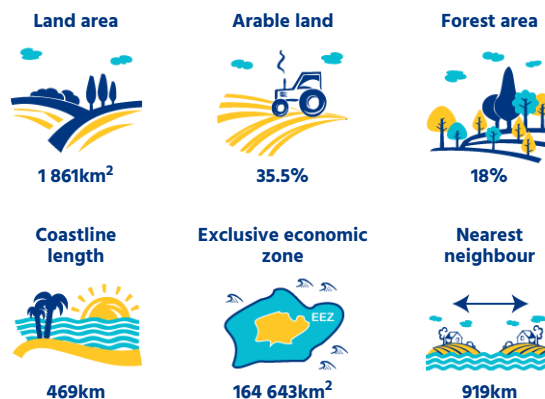 Land area
Arable land
Forest area
1 861km²
35.5%
18%
Coastline
length
Exclusive economic
zone
Nearest
neighbour
EEZ
469km
164 643km²
919km